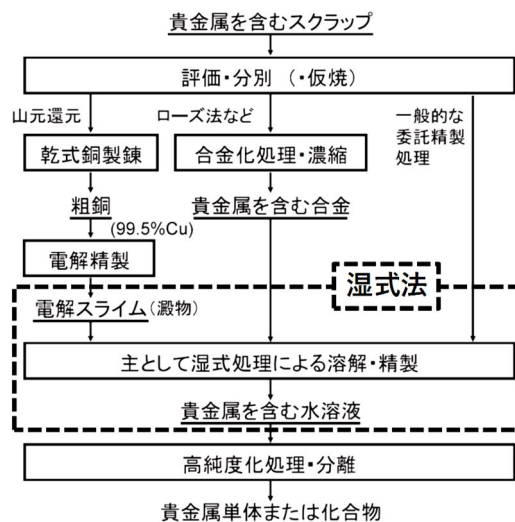 貴金属を含むスクラップ
評価・分別 (・仮焼)
山元還元
ローズ法など
一般的な
委託精製
処理
乾式銅製錬
合金化処理・濃縮
粗銅
(99.5%Cu)
貴金属を含む合金
電解精製
湿式法
電解スライム(澱物)
主として湿式処理による溶解・精製
貴金属を含む水溶液
高純度化処理・分離
貴金属単体または化合物